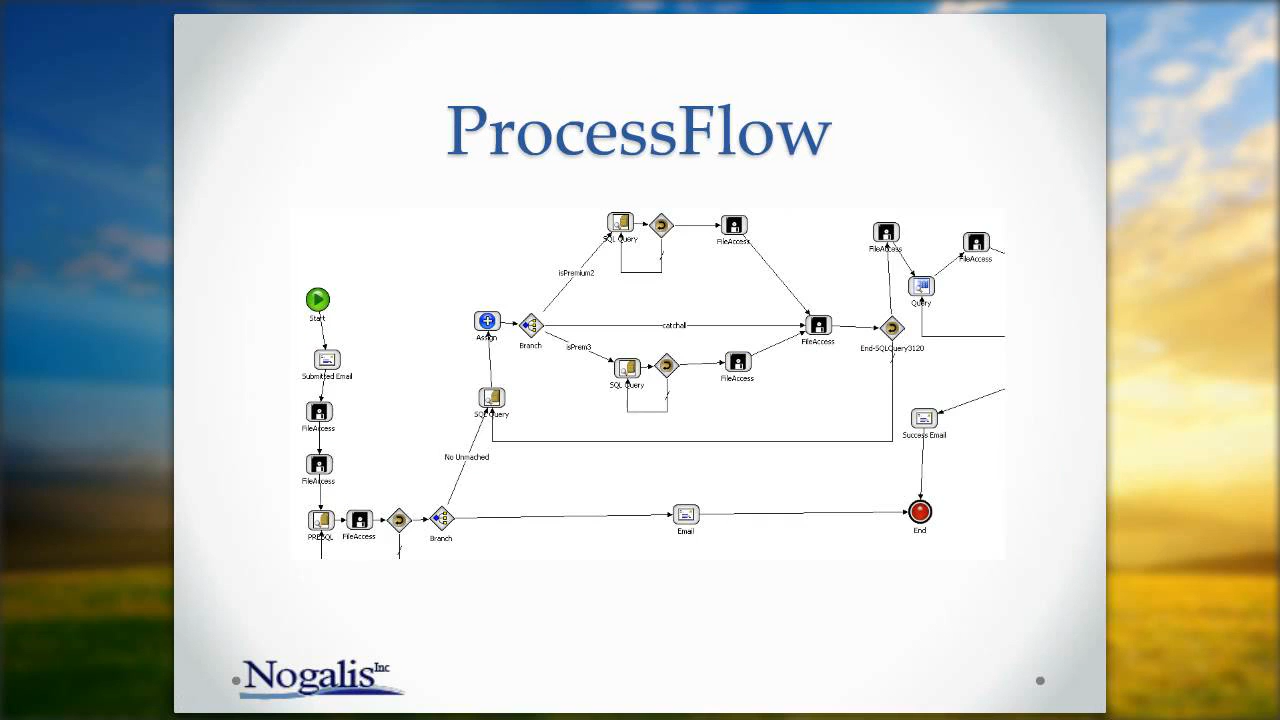 ProcessFlow
SQL Query
FileAccess
FileAccess
FileAccess
isPremium2
Query
Start
Assign
Branch
catchall
FileAccess
isPrem3
End-SQLQuery3120
Submitted Email
SQL Query
FileAccess
FileAccess
SQL Query
Success Email
No Unmached
FileAccess
PRESQL
FileAccess
Branch
Email
End
Nogalis Inc